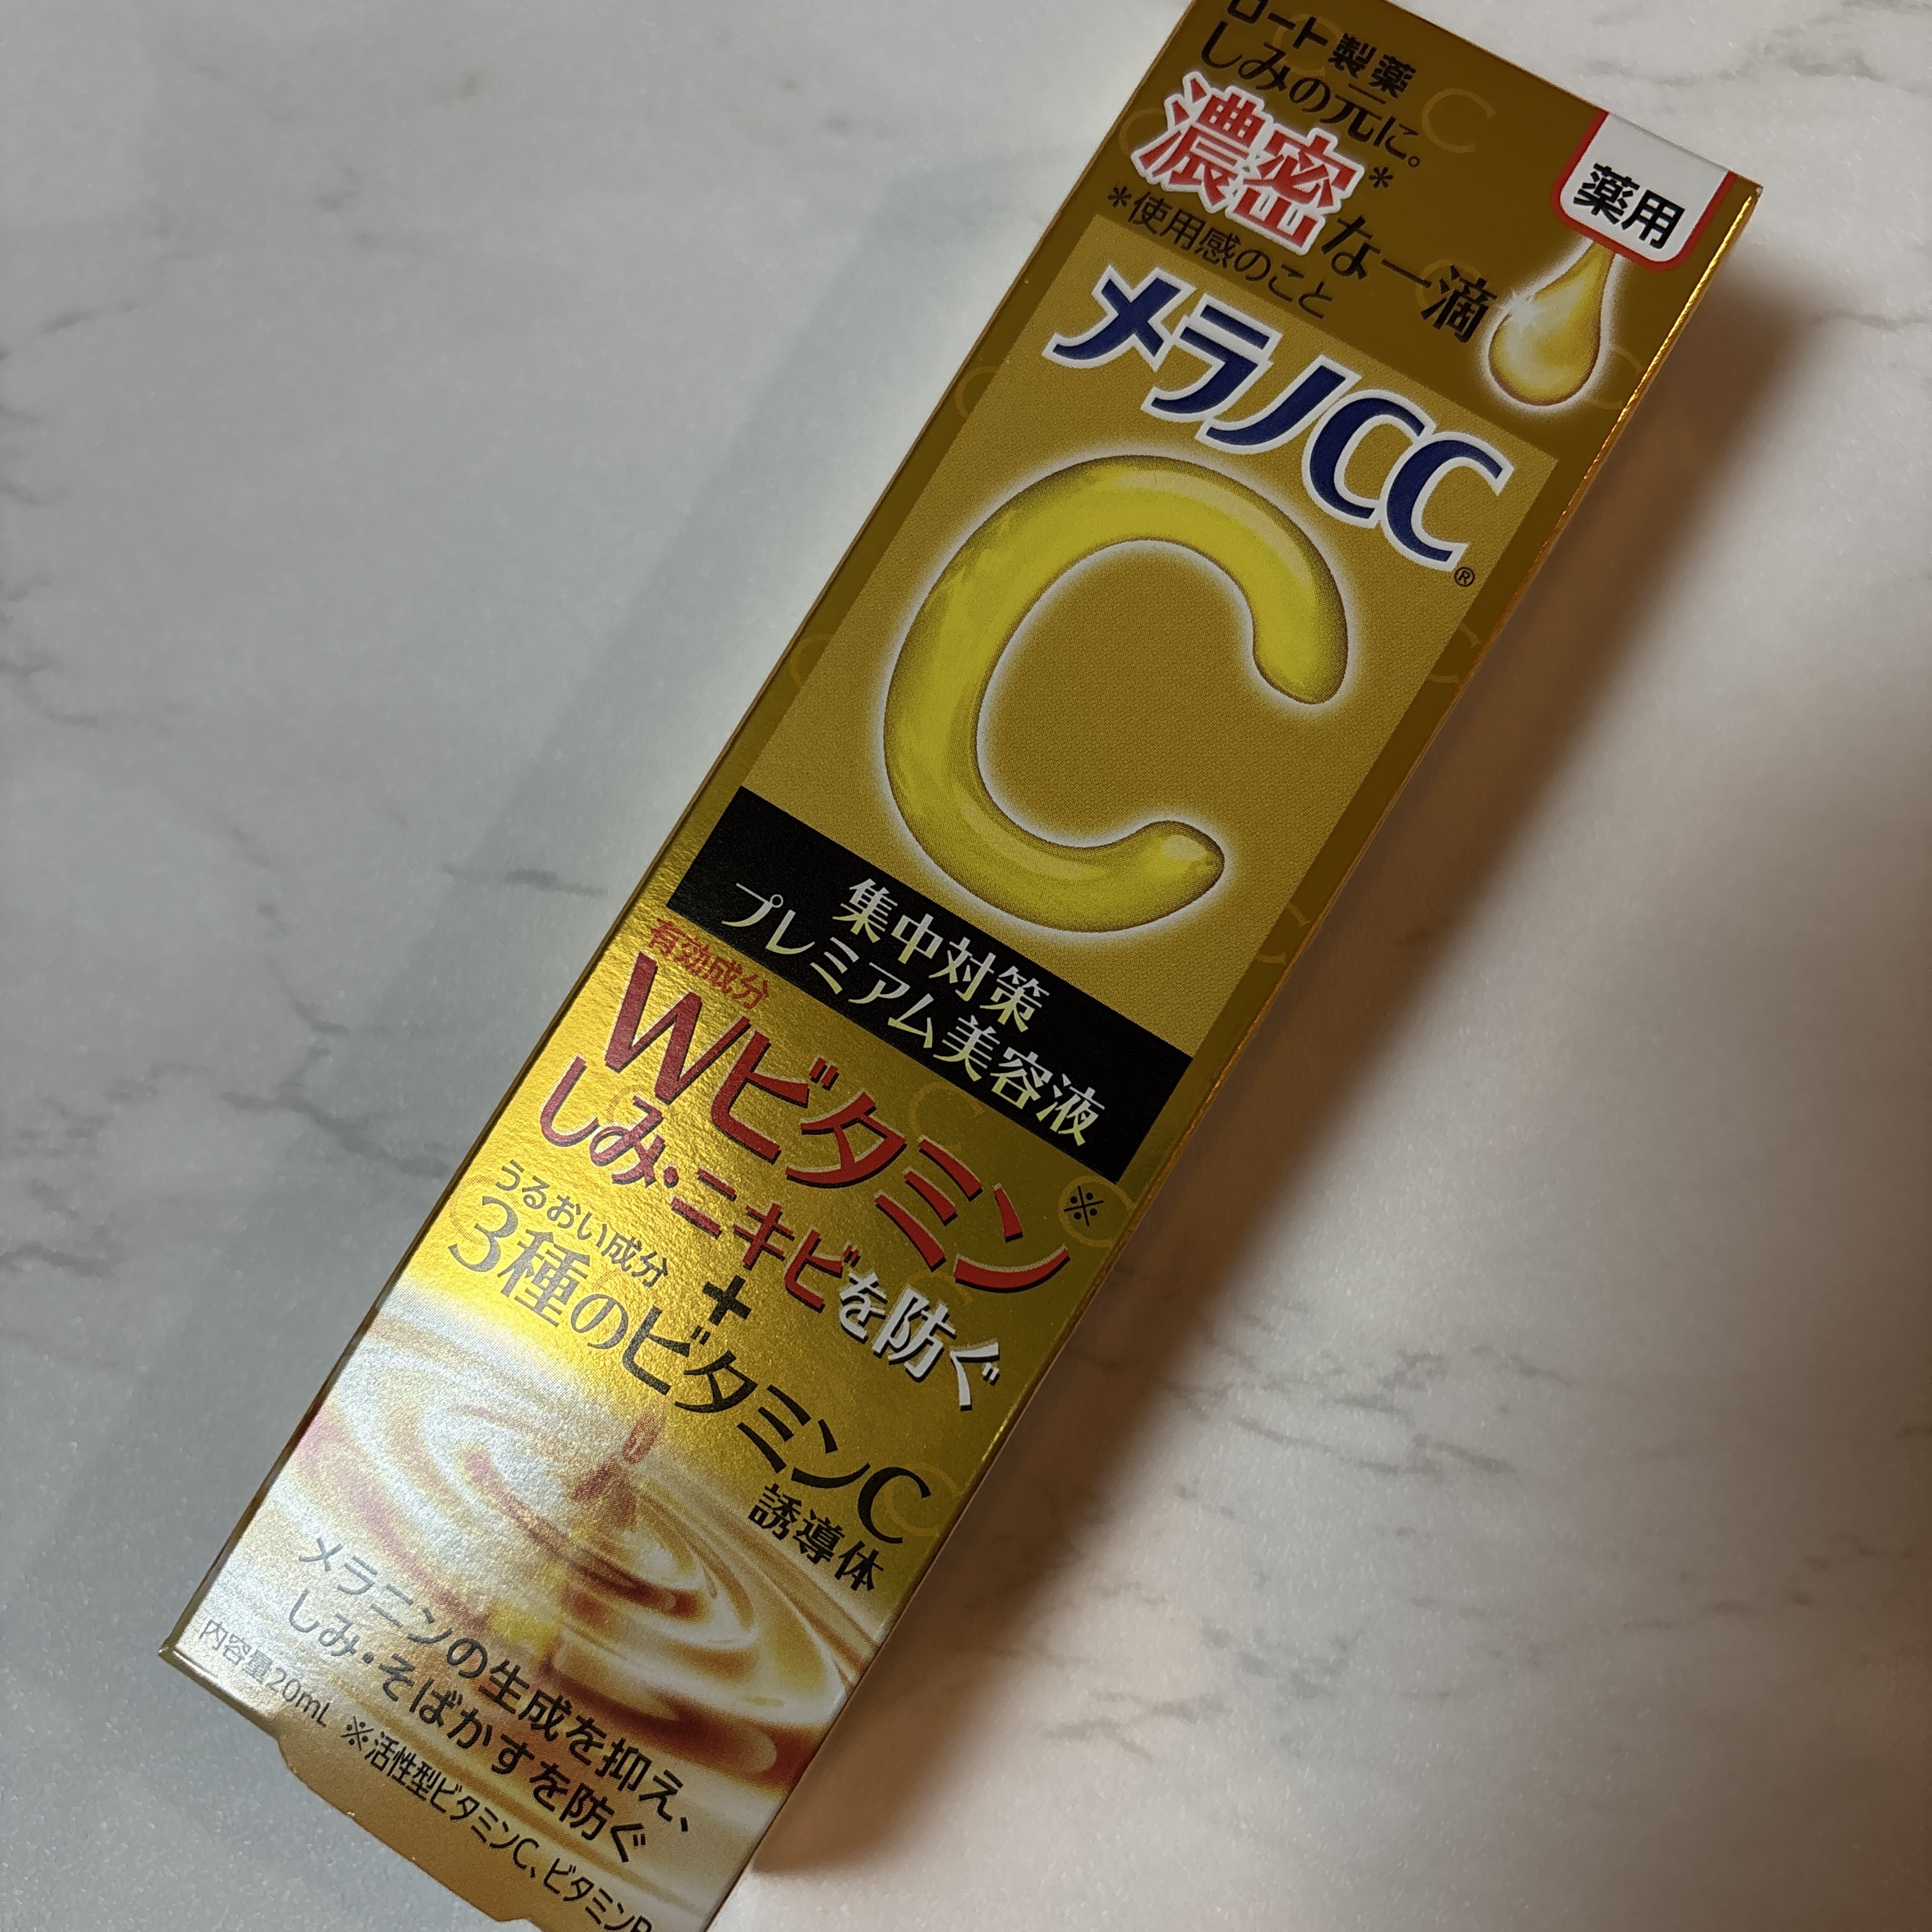 ロート製薬
しみの元に。
濃密*な一滴
*使用感のこと
薬用
メラノCC®
C
集中対策
プレミアム美容液
有効成分
Wビタミン※
しみ・ニキビを防ぐ
+
うるおい成分
3種のビタミンC
誘導体
メラニンの生成を抑え、
しみ・そばかすを防ぐ
内容量20mL
※活性型ビタミンC、ビタミン